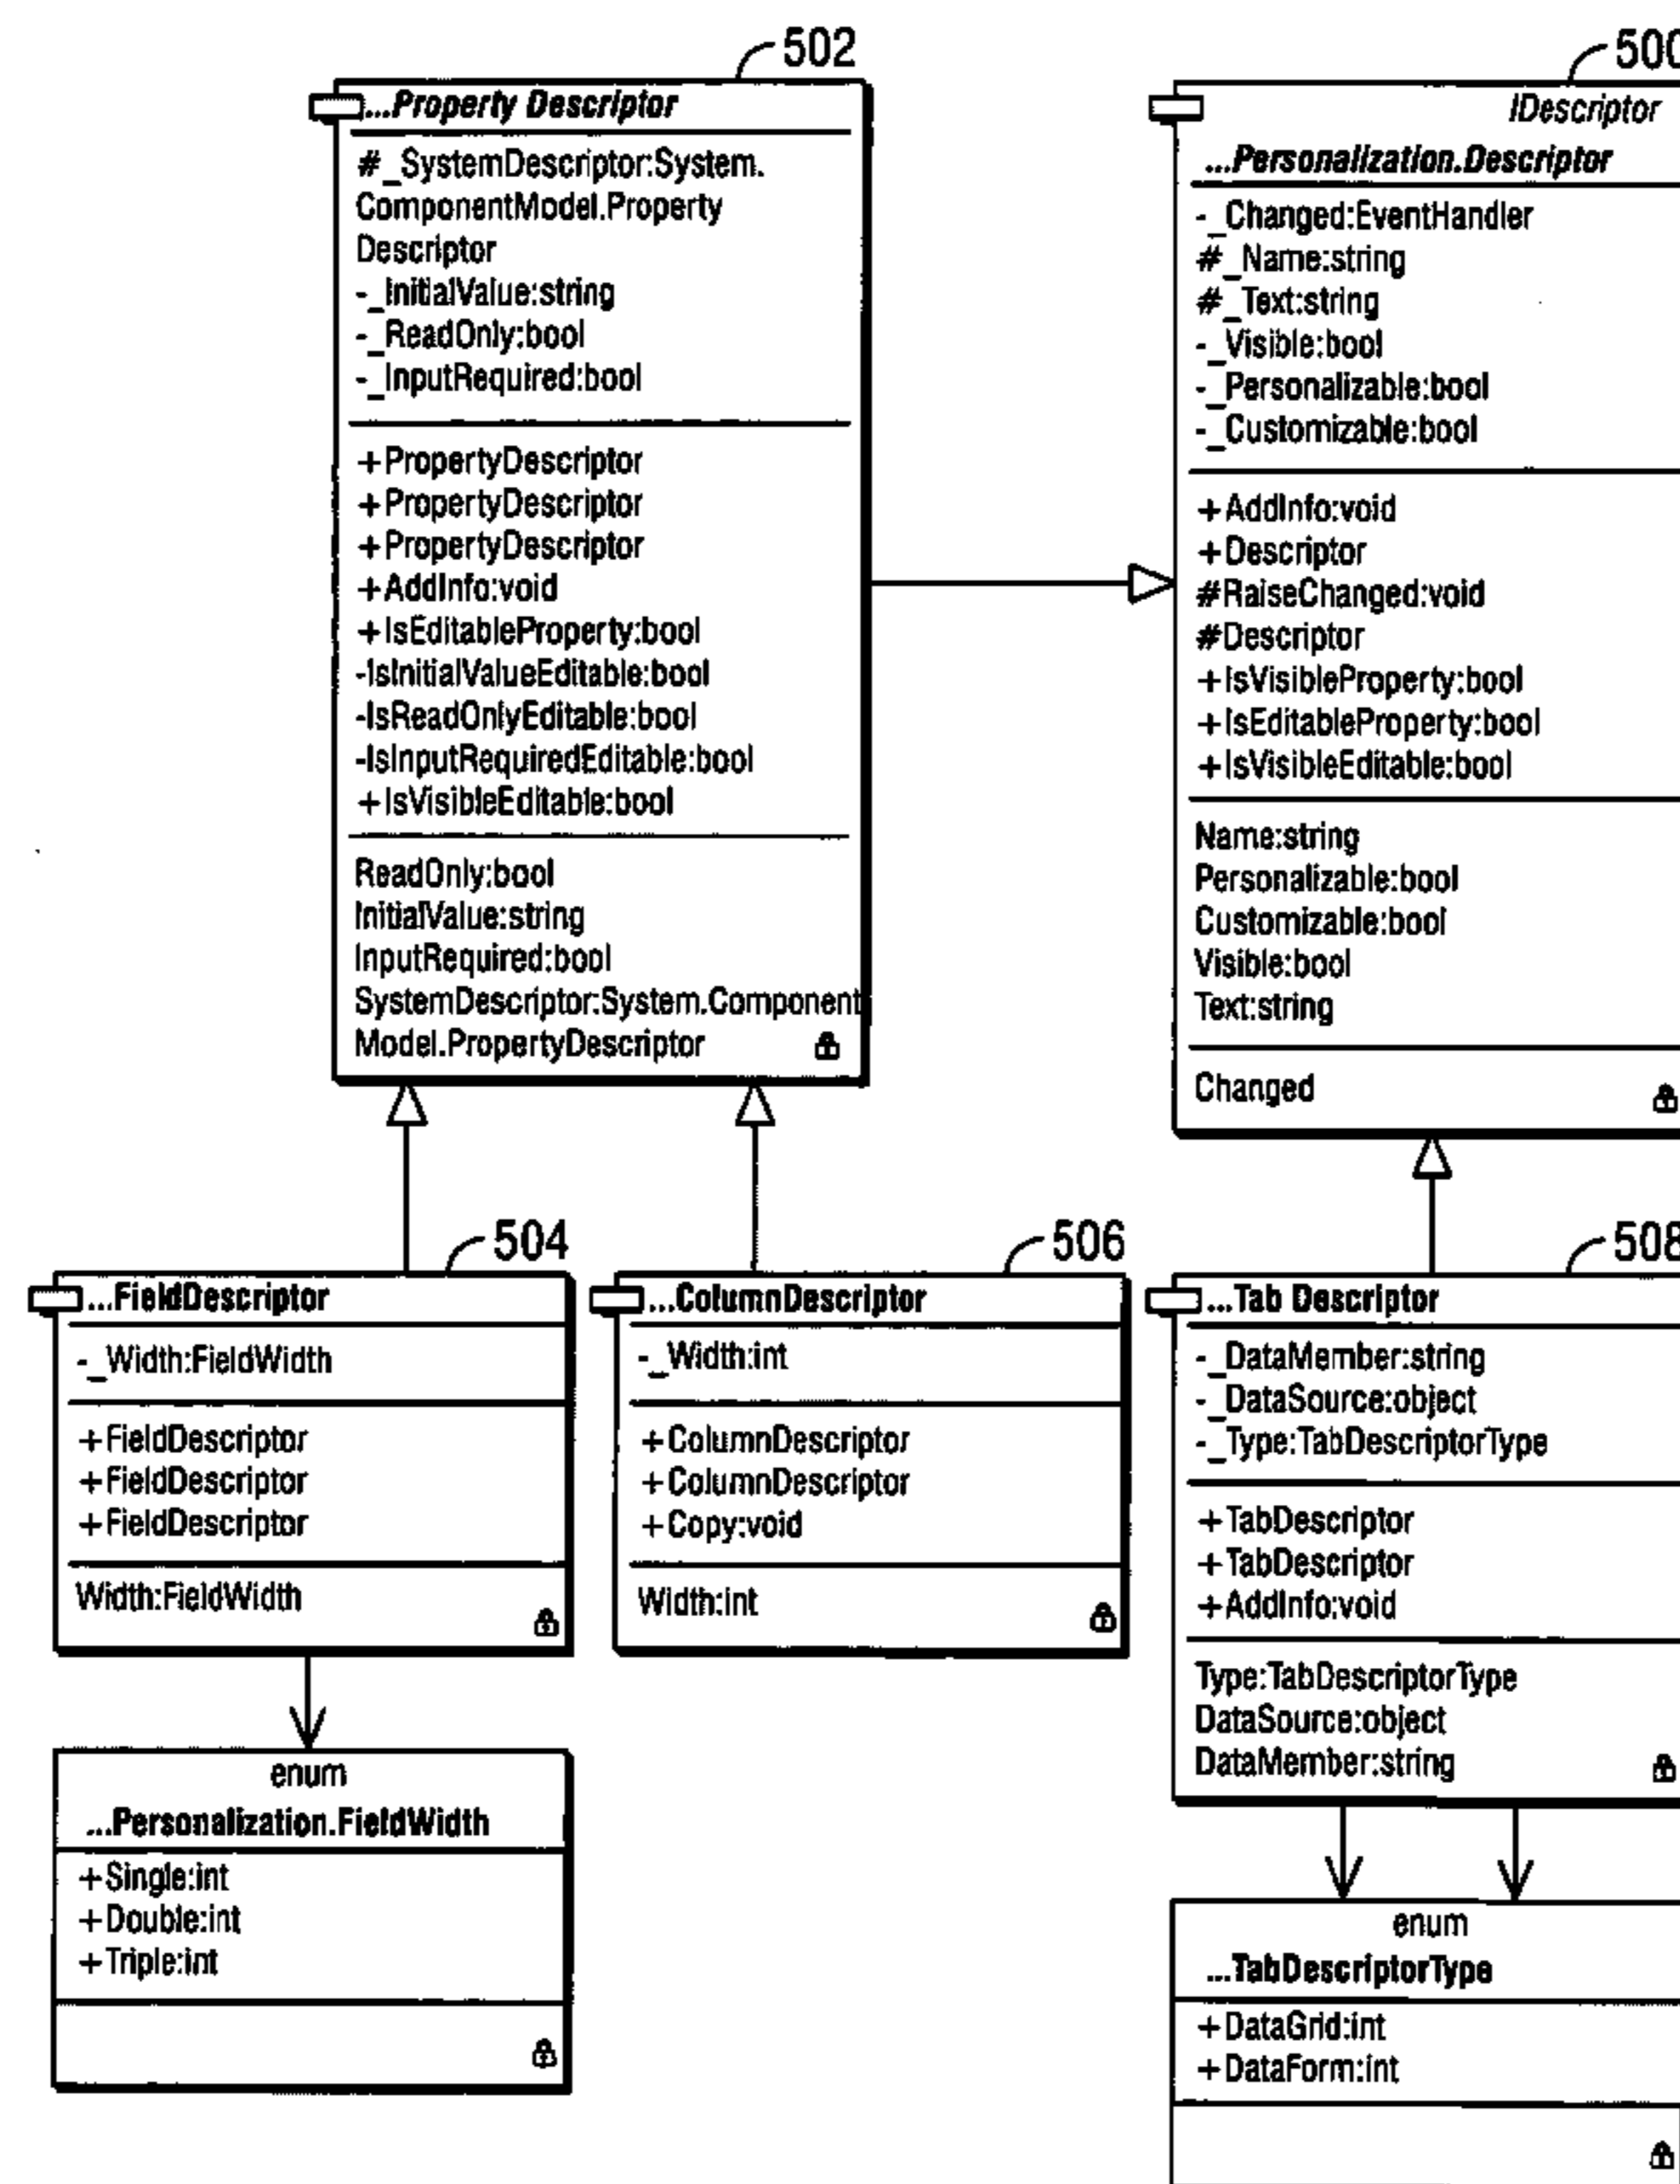 502
...Property Descriptor
#_SystemDescriptor:System.
ComponentModel.Property
Descriptor
-_InitialValue:string
-_ReadOnly:bool
-_InputRequired:bool
+PropertyDescriptor
+PropertyDescriptor
+PropertyDescriptor
+AddInfo:void
+IsEditableProperty:bool
-IsInitialValueEditable:bool
-IsReadOnlyEditable:bool
-IsInputRequiredEditable:bool
+IsVisibleEditable:bool
ReadOnly:bool
InitialValue:string
InputRequired:bool
SystemDescriptor:System.Component
Model.PropertyDescriptor
500
IDescriptor
...Personalization.Descriptor
-_Changed:EventHandler
#_Name:string
#_Text:string
-_Visible:bool
-_Personalizable:bool
-_Customizable:bool
+AddInfo:void
+Descriptor
#RaiseChanged:void
#Descriptor
+IsVisibleProperty:bool
+IsEditableProperty:bool
+IsVisibleEditable:bool
Name:string
Personalizable:bool
Customizable:bool
Visible:bool
Text:string
Changed
504
...FieldDescriptor
-_Width:FieldWidth
+FieldDescriptor
+FieldDescriptor
+FieldDescriptor
Width:FieldWidth
506
...ColumnDescriptor
-_Width:int
+ColumnDescriptor
+ColumnDescriptor
+Copy:void
Width:int
508
...Tab Descriptor
-_DataMember:string
-_DataSource:object
-_Type:TabDescriptorType
+TabDescriptor
+TabDescriptor
+AddInfo:void
Type:TabDescriptorType
DataSource:object
DataMember:string
enum
...Personalization.FieldWidth
+Single:int
+Double:int
+Triple:int
enum
...TabDescriptorType
+DataGrid:int
+DataForm:int